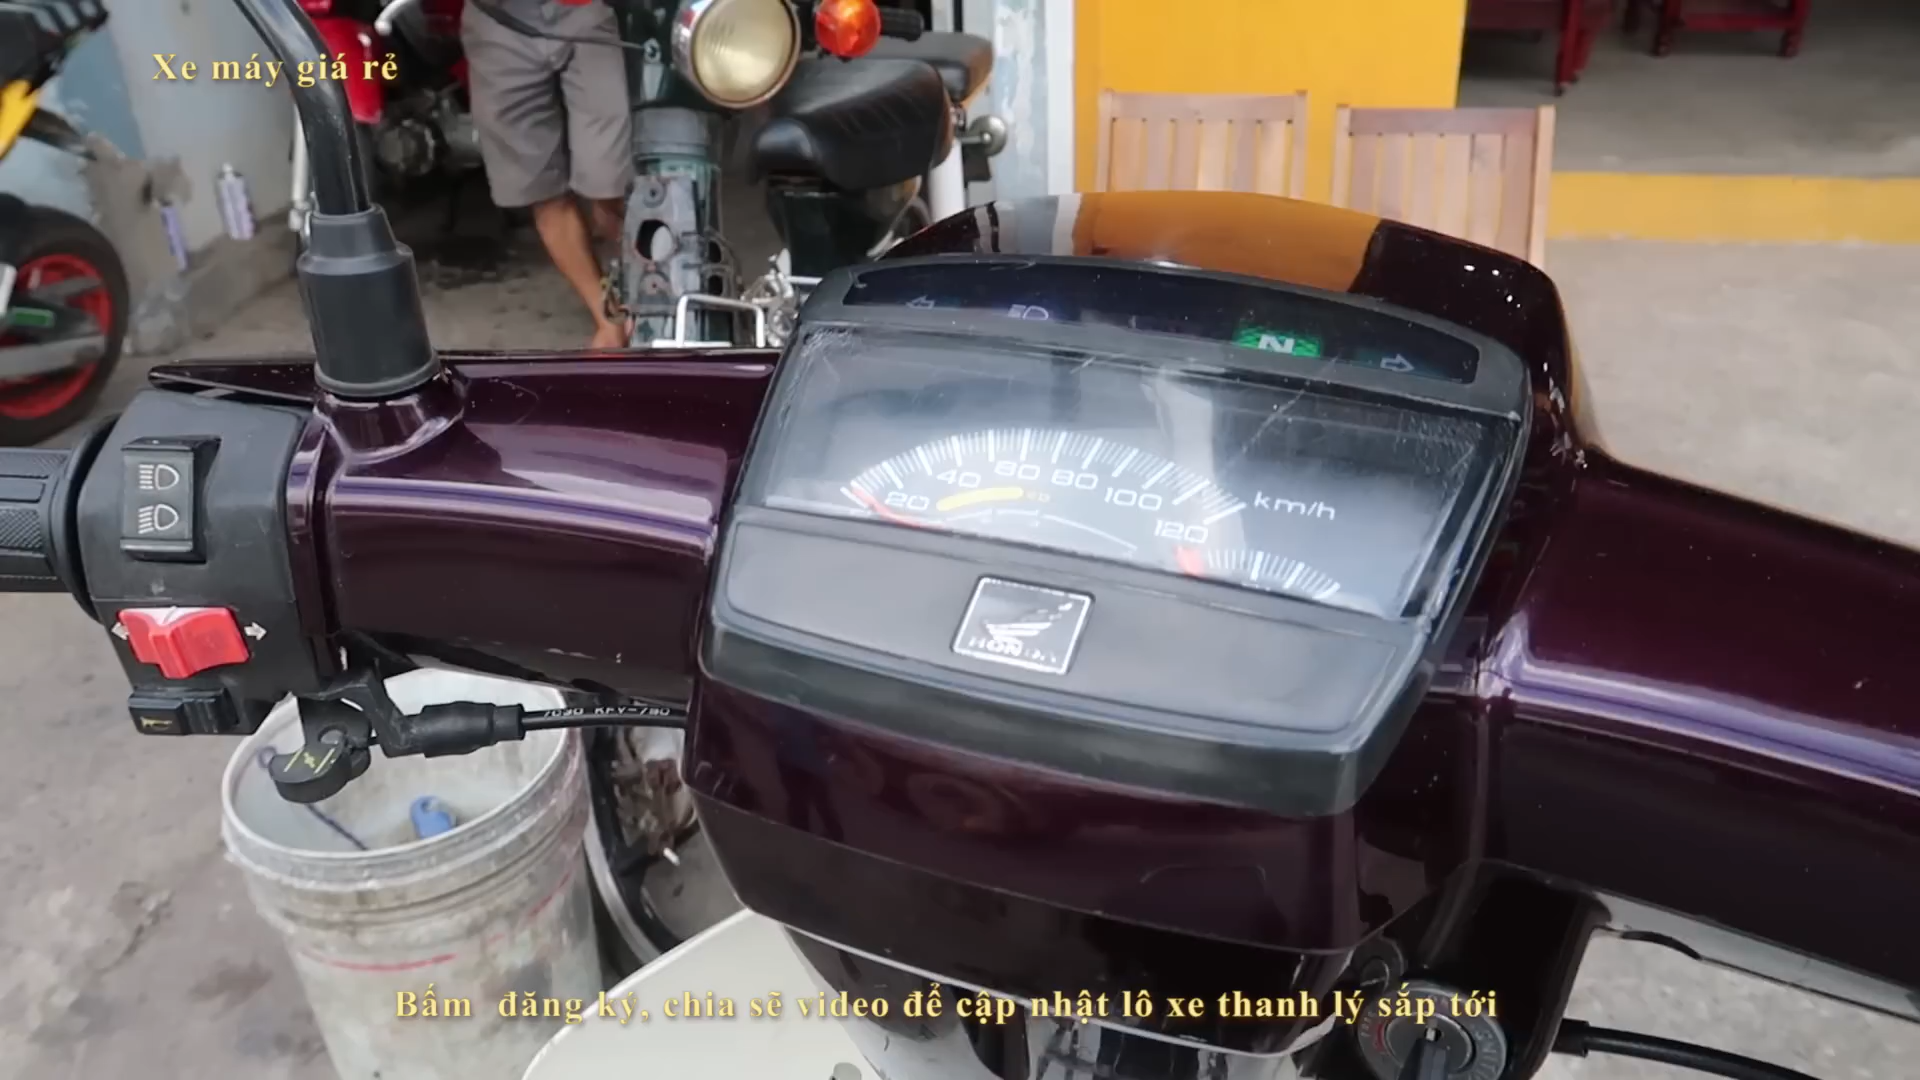 Xe máy giá rẻ
N
20 40 60 80 100 120 km/h
HONDA
Bấm đăng ký, chia sẽ video để cập nhật lô xe thanh lý sắp tới